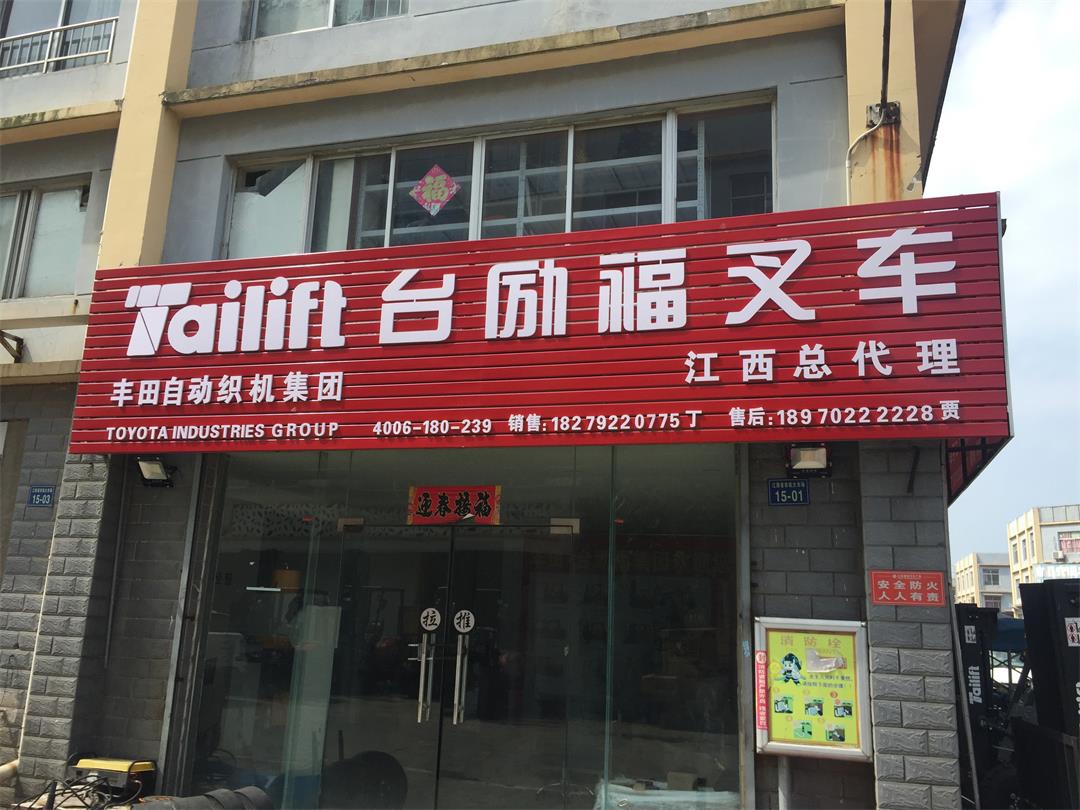 福
Tailift 台励福叉车
丰田自动织机集团
江西总代理
TOYOTA INDUSTRIES GROUP 4006-180-239 销售:18279220775丁 售后:18970222228贾
15-03
15-01
迎春接福
拉 推
安全防火
人人有责
消防栓
Tailift